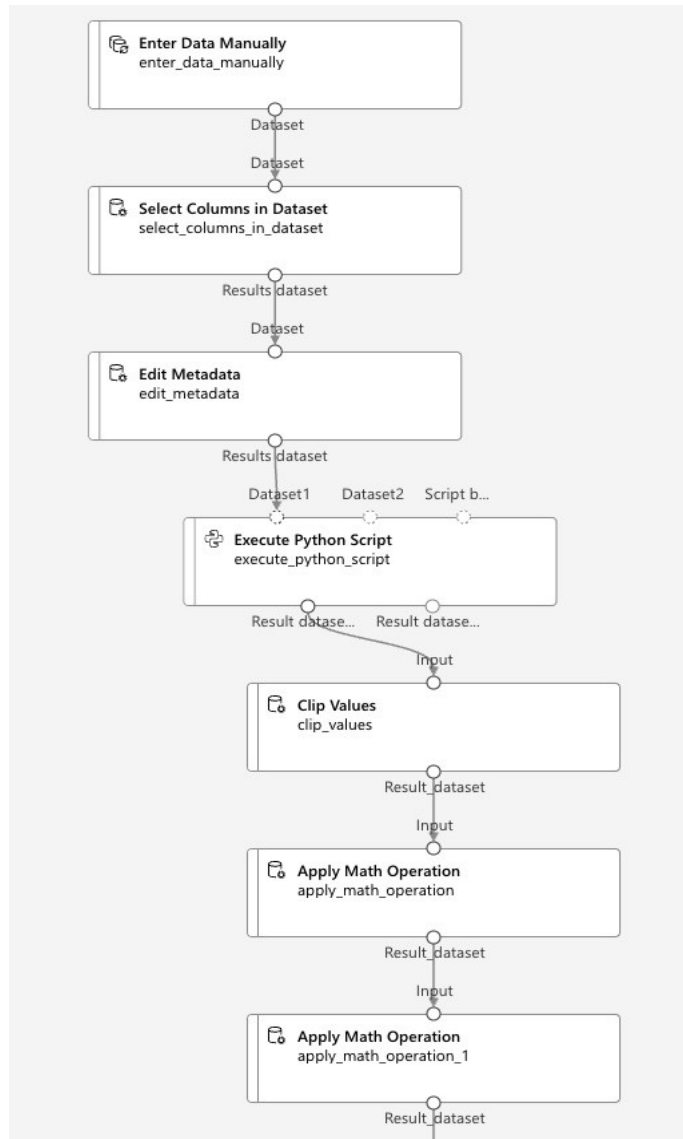 Enter Data Manually
enter_data_manually
Dataset
Dataset
Select Columns in Dataset
select_columns_in_dataset
Results dataset
Dataset
Edit Metadata
edit_metadata
Results dataset
Dataset1 Dataset2 Script b...
Execute Python Script
execute_python_script
Result datase... Result datase...
Input
Clip Values
clip_values
Result_dataset
Input
Apply Math Operation
apply_math_operation
Result_dataset
Input
Apply Math Operation
apply_math_operation_1
Result_dataset